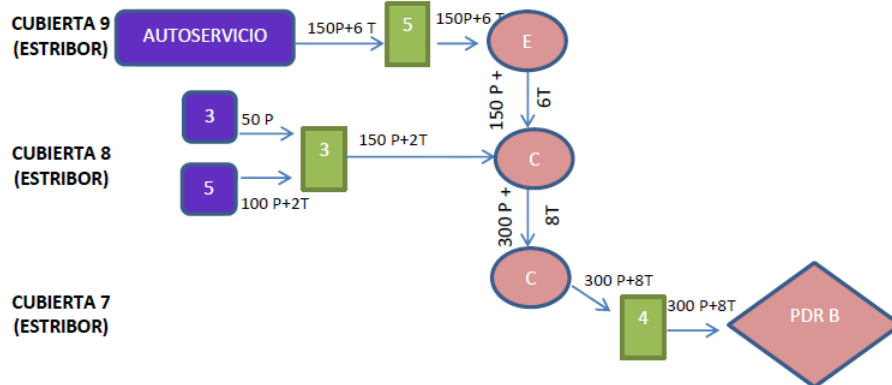 CUBIERTA 9
(ESTRIBOR)
AUTOSERVICIO
150P+6 T
5
150P+6 T
E
150 P +
6T
3
50 P
CUBIERTA 8
(ESTRIBOR)
5
100 P+2T
3
150 P+2T
C
300 P +
8T
C
CUBIERTA 7
(ESTRIBOR)
300 P+8T
4
300 P+8T
PDR B